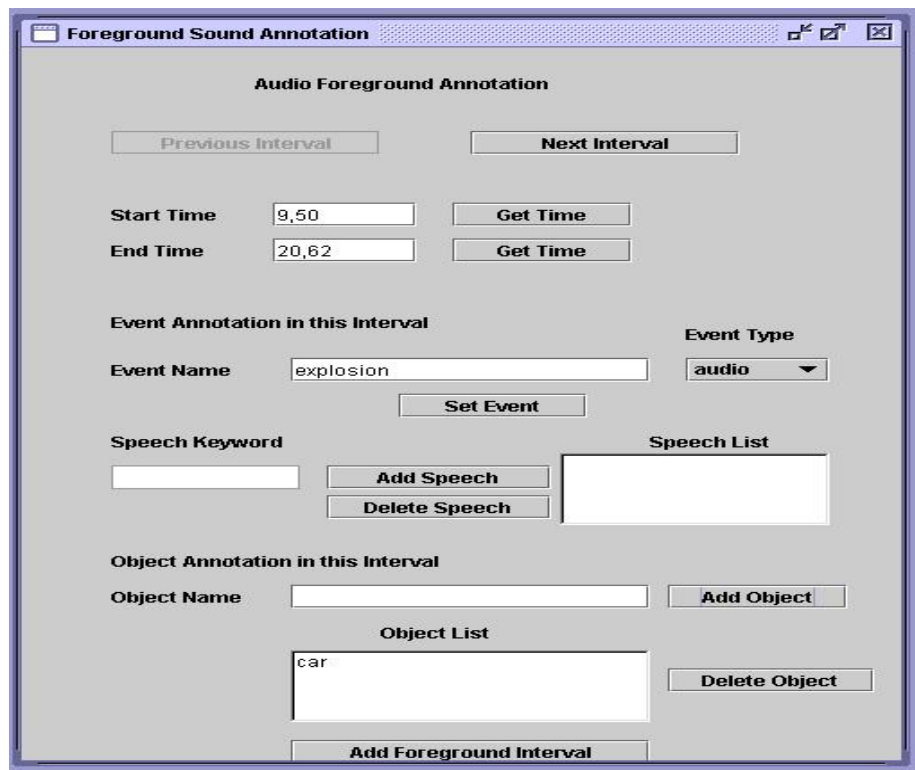 Foreground Sound Annotation
Audio Foreground Annotation
Previous Interval Next Interval
Start Time 9,50 Get Time
End Time 20,62 Get Time
Event Annotation in this Interval
Event Type
Event Name explosion audio
Set Event
Speech Keyword Speech List
Add Speech
Delete Speech
Object Annotation in this Interval
Object Name Add Object
Object List
car
Delete Object
Add Foreground Interval